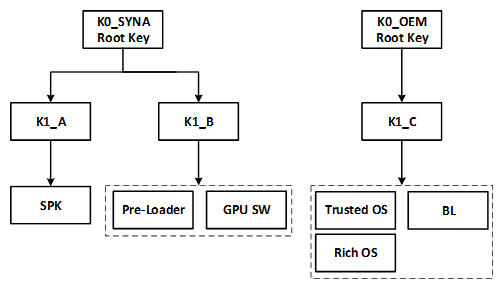 K0_SYNA
Root Key
K0_OEM
Root Key
K1_A
K1_B
K1_C
SPK
Pre-Loader
GPU SW
Trusted OS
BL
Rich OS